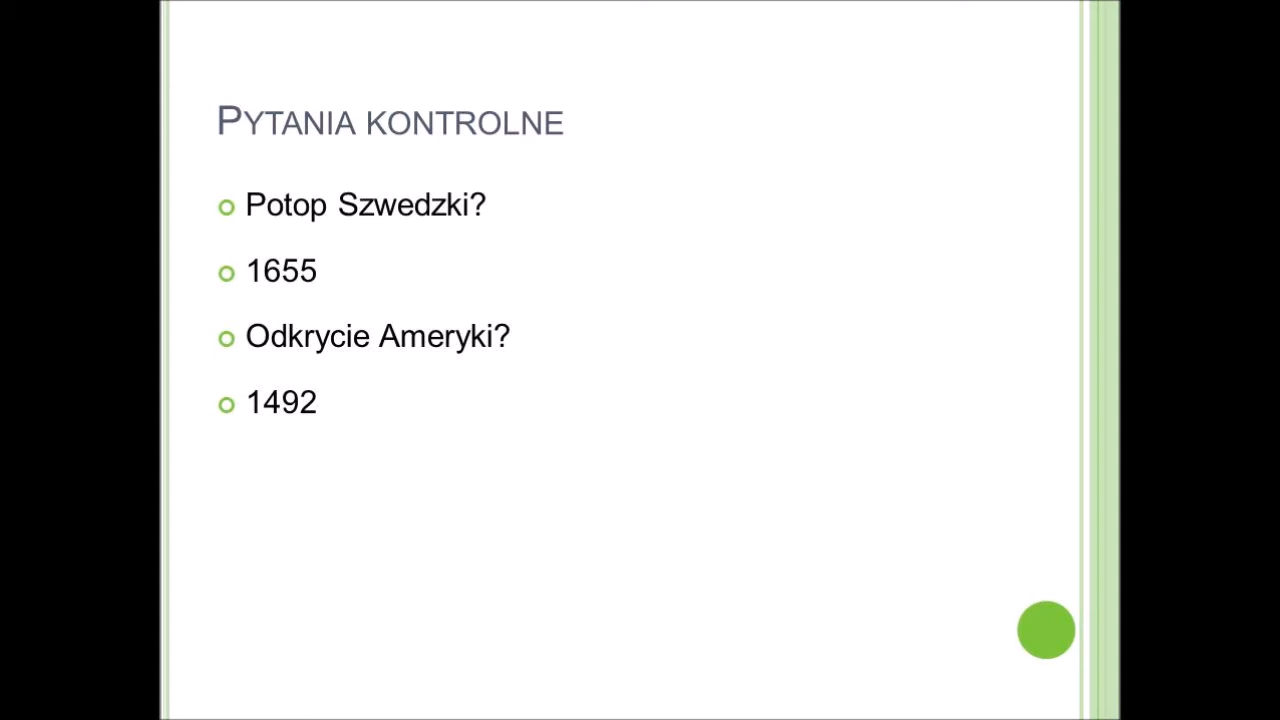 Pytania kontrolne
Potop Szwedzki?
1655
Odkrycie Ameryki?
1492